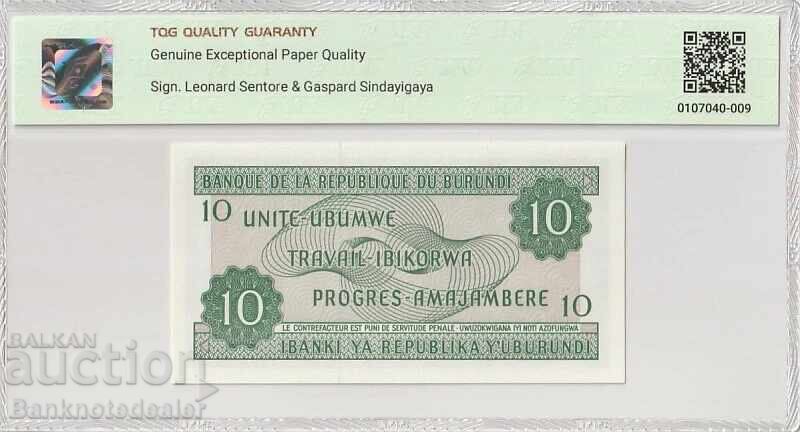 TQG QUALITY GUARANTY
Genuine Exceptional Paper Quality
Sign. Leonard Sentore & Gaspard Sindayigaya
0107040-009
BANQUE DE LA REPUBLIQUE DU BURUNDI
10 UNITE-UBUMWE 10
TRAVAIL-IBIKORWA
10 PROGRES-AMAJAMBERE 10
LE CONTREFACTEUR EST PUNI DE SERVITUDE PENALE - UWUZOKWIGANA IYI NOTI AZOFUNGWA
IBANKI YA REPUBLIKA Y'UBURUNDI
BALKAN
auction
Banknotedealer